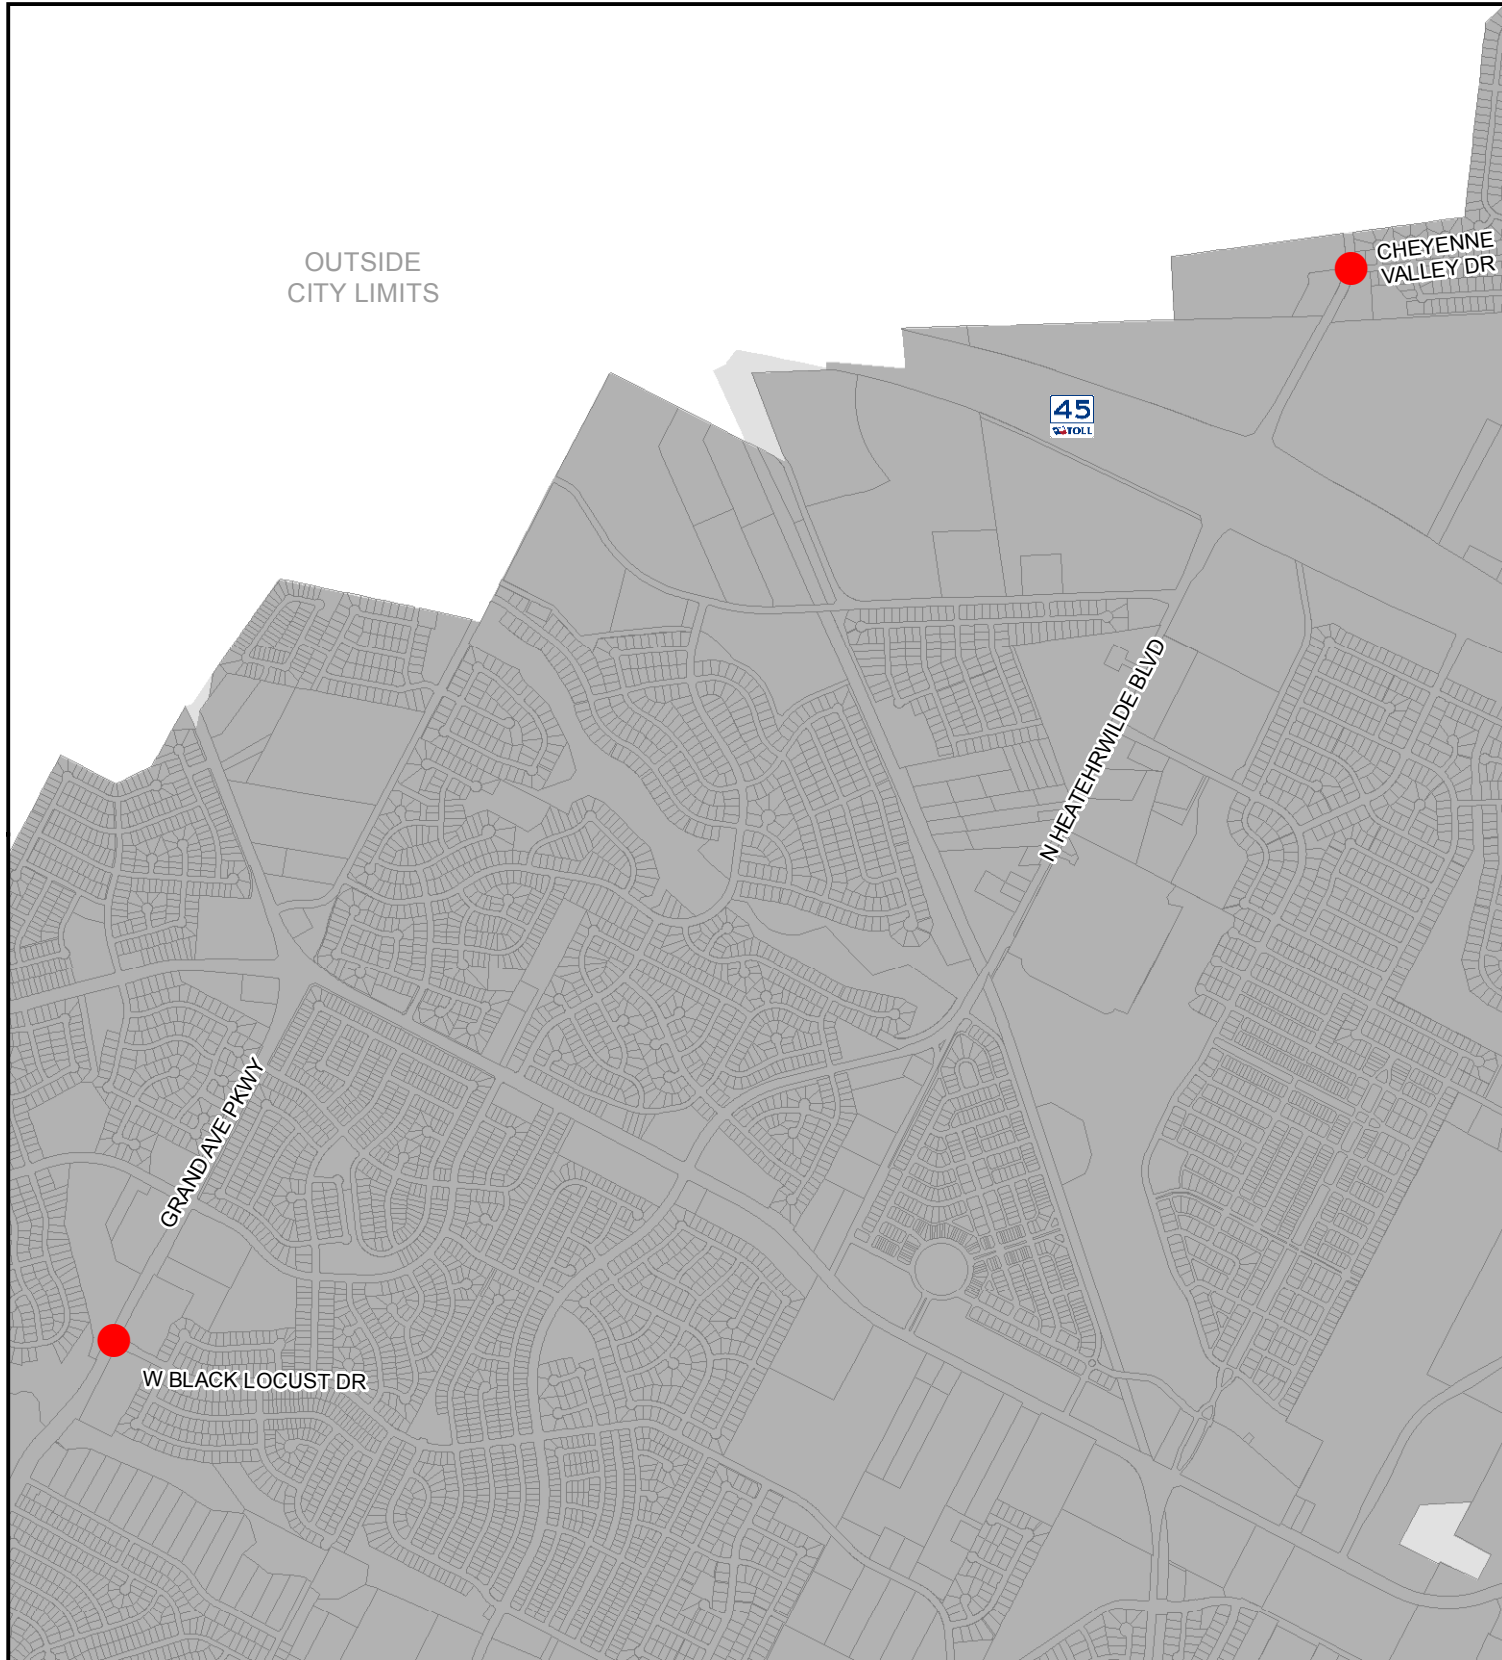 OUTSIDE
CITY LIMITS
CHEYENNE
VALLEY DR
45
TOLL
N HEATEHRWILDE BLVD
GRAND AVE PKWY
W BLACK LOCUST DR